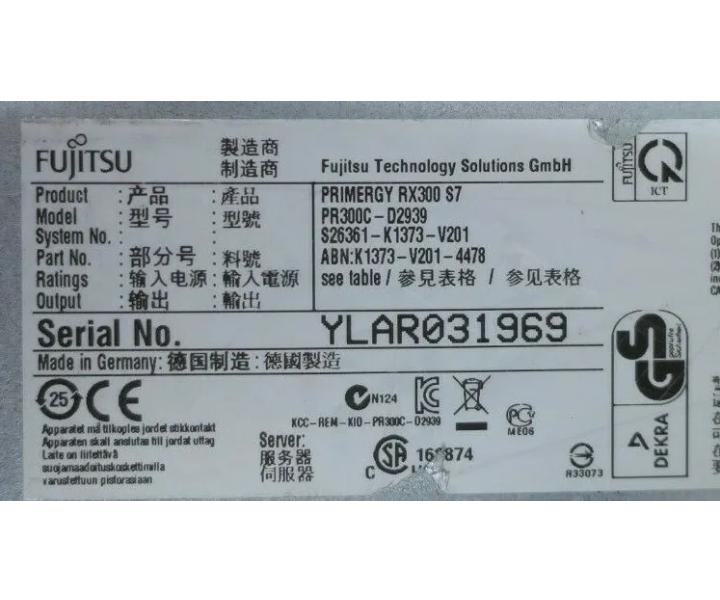 FUJITSU 製造商
制造商 Fujitsu Technology Solutions GmbH
FUJITSU
ICT
Product : 产品 : 產品 PRIMERGY RX300 S7
Model : 型号 : 型號 PR300C-D2939
System No. : : S26361-K1373-V201
Part No. : 部分号 : 料號 ABN:K1373-V201-4478
Ratings : 输入电源 : 輸入電源 see table / 參見表格 / 参见表格
Output : 输出 : 輸出
Serial No. YLAR031969
Made in Germany: 德国制造 : 德國製造
25 CE N124
KCC-REM-KIO-PR300C-D2939
ME06
GS
geprüfte Sicherheit
DEKRA
Apparatet må tilkoples jordet stikkontakt
Apparaten skall anslutas till jordat uttag
Laite on liitettävä
suojamaadoituskoskettimilla
varustettuun pistorasiaan
Server:
服务器
伺服器
C SA 874
R33073